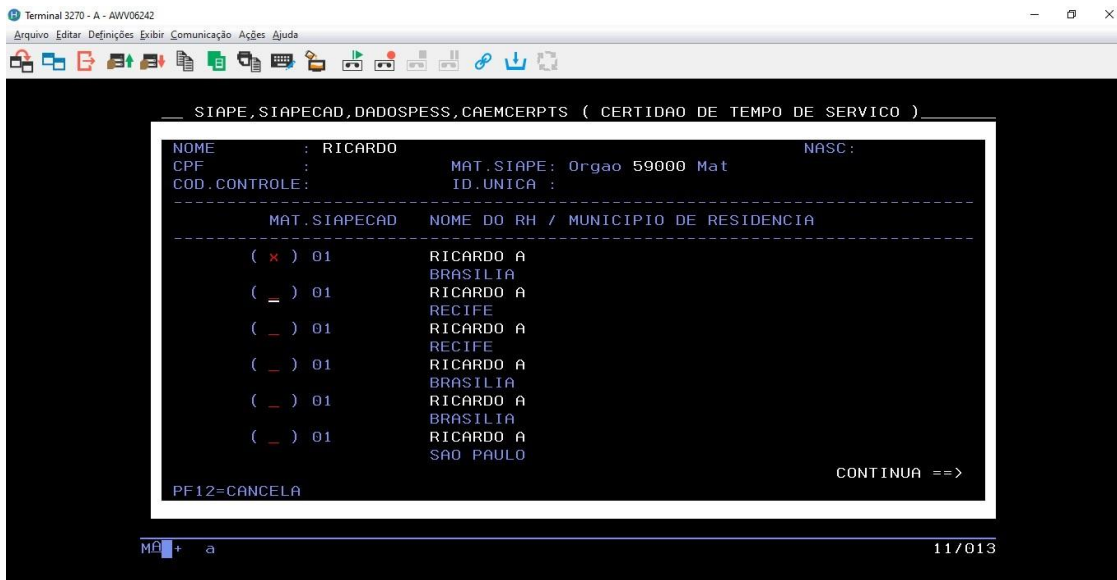 Terminal 3270 - A - AWV06242
Arquivo Editar Definições Exibir Comunicação Ações Ajuda
__ SIAPE,SIAPECAD,DADOSPESS,CAEMCERPTS ( CERTIDAO DE TEMPO DE SERVICO )________
NOME : RICARDO NASC:
CPF : MAT.SIAPE: Orgao 59000 Mat
COD.CONTROLE: ID.UNICA :
MAT.SIAPECAD NOME DO RH / MUNICIPIO DE RESIDENCIA
( x ) 01 RICARDO A
BRASILIA
( _ ) 01 RICARDO A
RECIFE
( _ ) 01 RICARDO A
RECIFE
( _ ) 01 RICARDO A
BRASILIA
( _ ) 01 RICARDO A
BRASILIA
( _ ) 01 RICARDO A
SAO PAULO
CONTINUA ==>
PF12=CANCELA
MA + a 11/013